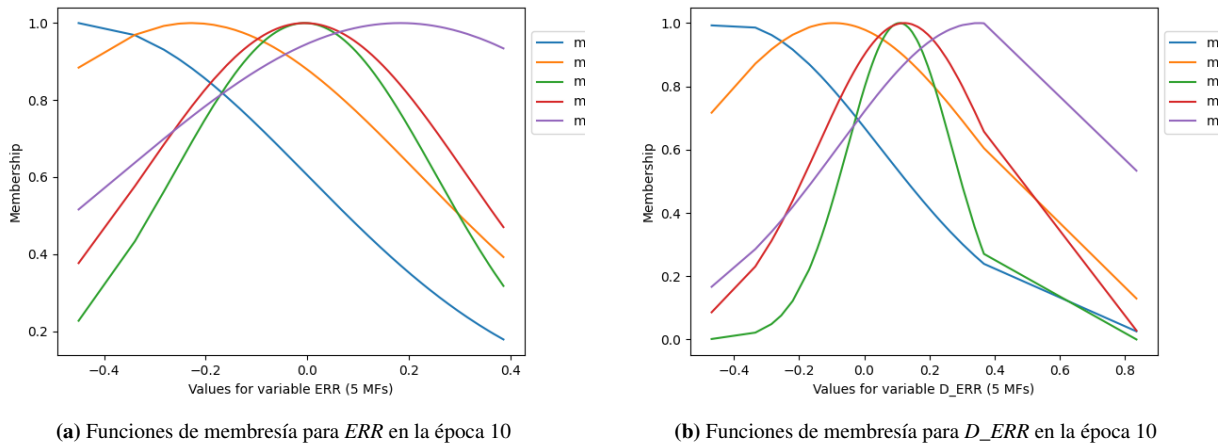 1.0
0.8
0.6
0.4
0.2
Membership
−0.4 −0.2 0.0 0.2 0.4
Values for variable ERR (5 MFs)
m
m
m
m
m
(a) Funciones de membresía para ERR en la época 10
1.0
0.8
0.6
0.4
0.2
0.0
Membership
−0.4 −0.2 0.0 0.2 0.4 0.6 0.8
Values for variable D_ERR (5 MFs)
m
m
m
m
m
(b) Funciones de membresía para D_ERR en la época 10